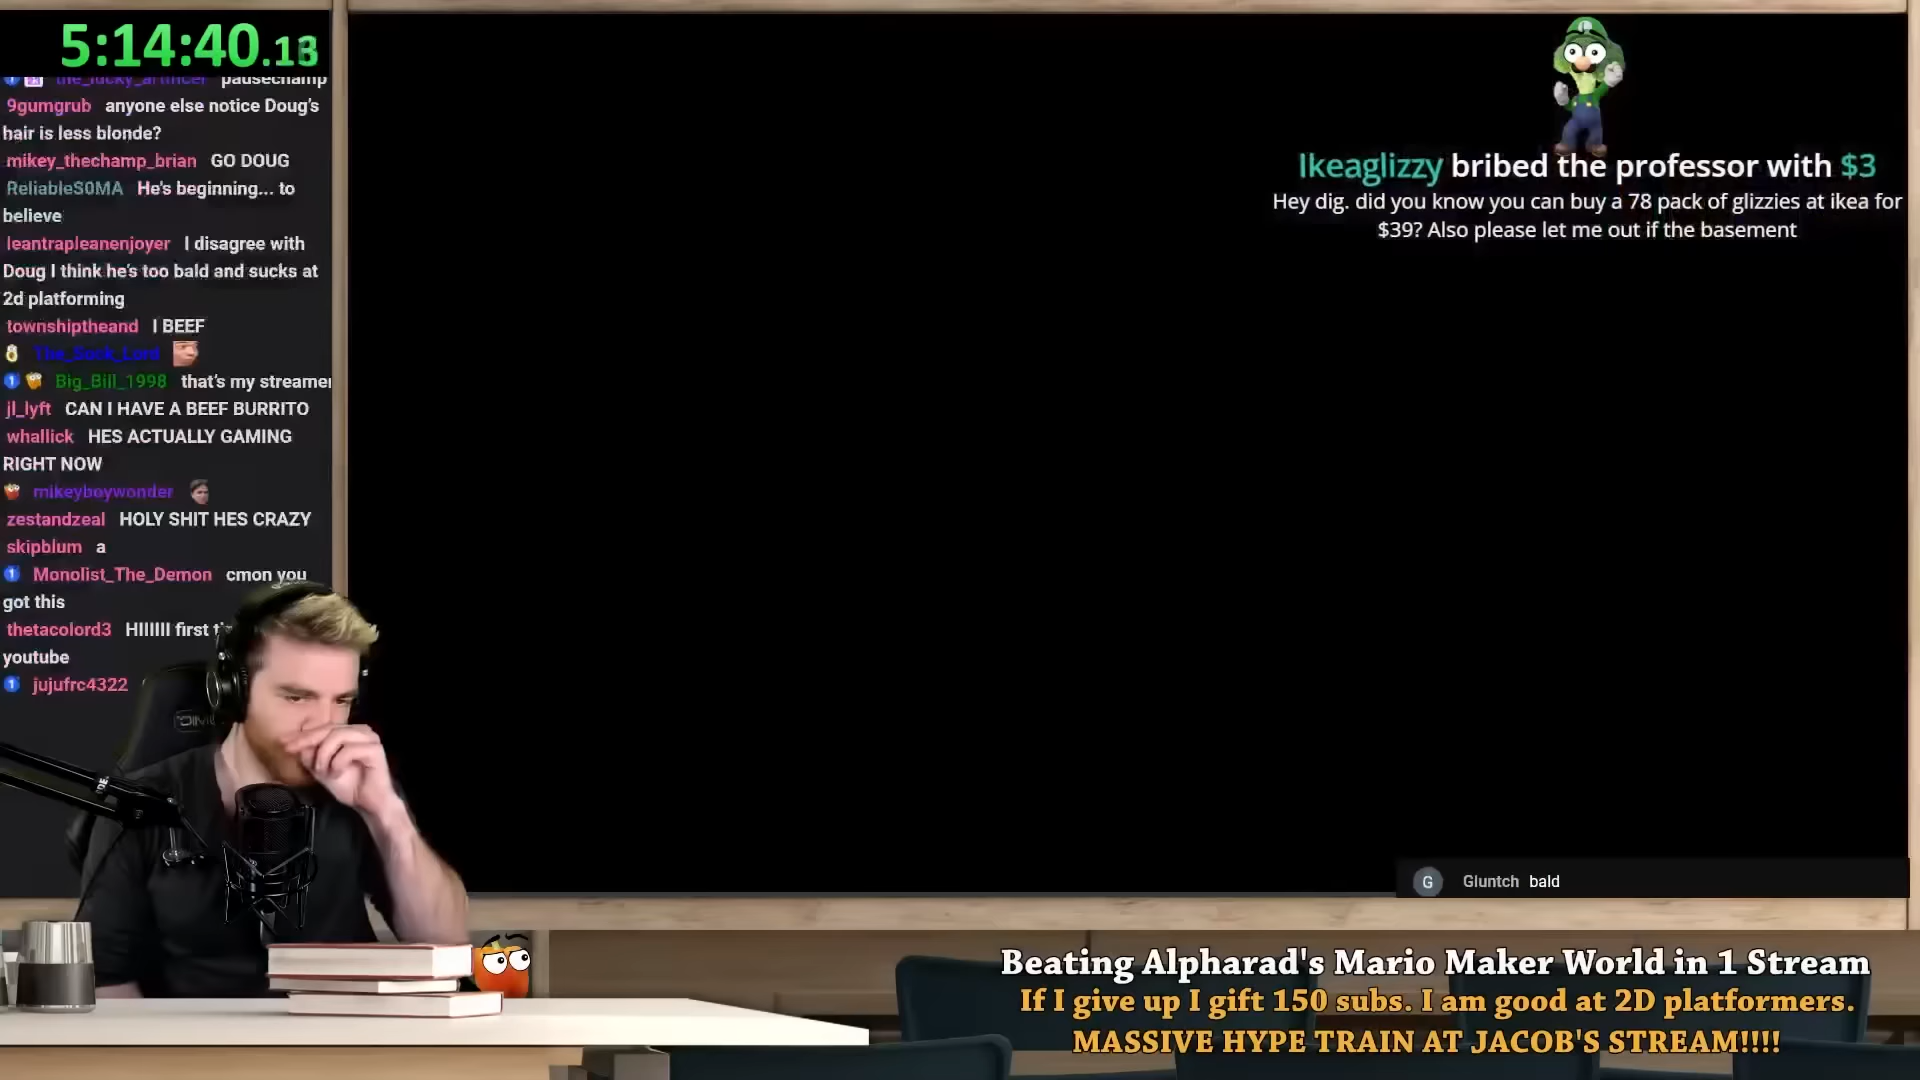 5:14:40.13
the_lucky_artificer pausechamp
9gumgrub anyone else notice Doug's
hair is less blonde?
mikey_thechamp_brian GO DOUG
ReliableS0MA He's beginning... to
believe
leantrapleanenjoyer I disagree with
Doug I think he's too bald and sucks at
2d platforming
townshiptheand I BEEF
The_Sock_Lord
Big_Bill_1998 that's my streamer
jl_lyft CAN I HAVE A BEEF BURRITO
whallick HES ACTUALLY GAMING
RIGHT NOW
mikeyboywonder
zestandzeal HOLY SHIT HES CRAZY
skipblum a
Monolist_The_Demon cmon you
got this
thetacolord3 HIIIIII first
youtube
jujufrc4322
Ikeaglizzy bribed the professor with $3
Hey dig. did you know you can buy a 78 pack of glizzies at ikea for
$39? Also please let me out if the basement
G Gluntch bald
Beating Alpharad's Mario Maker World in 1 Stream
If I give up I gift 150 subs. I am good at 2D platformers.
MASSIVE HYPE TRAIN AT JACOB'S STREAM!!!!